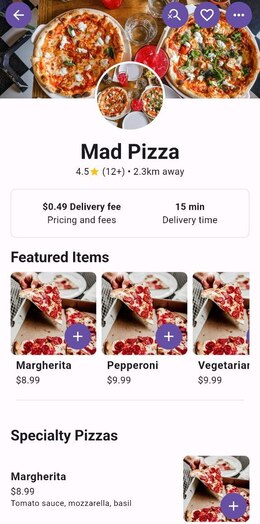 Mad Pizza
4.5⭐ (12+) • 2.3km away
$0.49 Delivery fee
15 min
Pricing and fees
Delivery time
Featured Items
Margherita
Pepperoni
Vegetarian
$8.99
$9.99
$9.99
Specialty Pizzas
Margherita
$8.99
Tomato sauce, mozzarella, basil